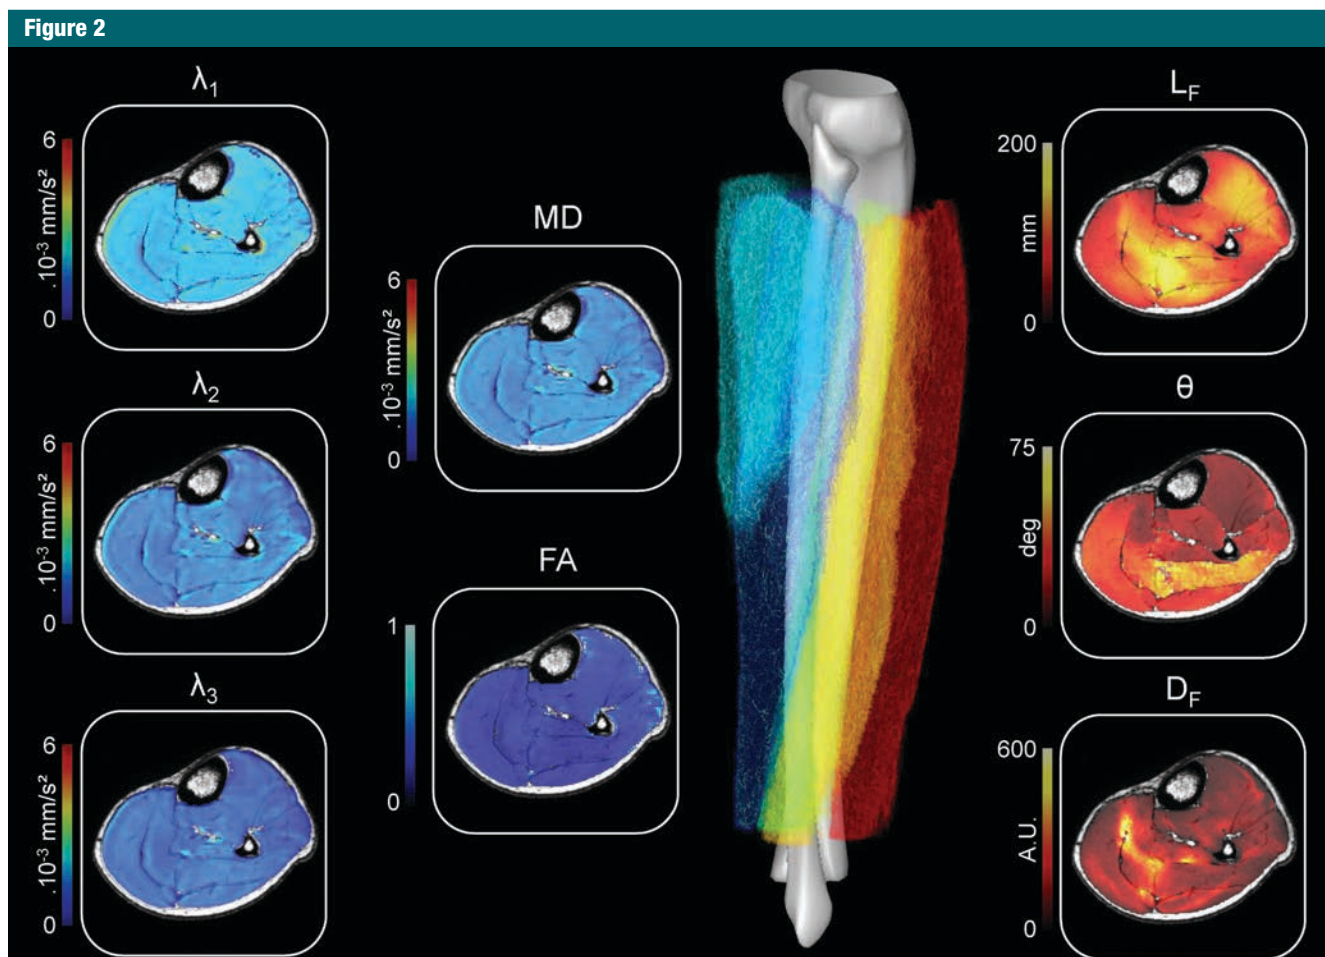 Figure 2
λ₁
6
.10⁻³ mm/s²
0
λ₂
6
.10⁻³ mm/s²
0
λ₃
6
.10⁻³ mm/s²
0
MD
6
.10⁻³ mm/s²
0
FA
1
0
L_F
200
mm
0
θ
75
deg
0
D_F
600
A.U.
0